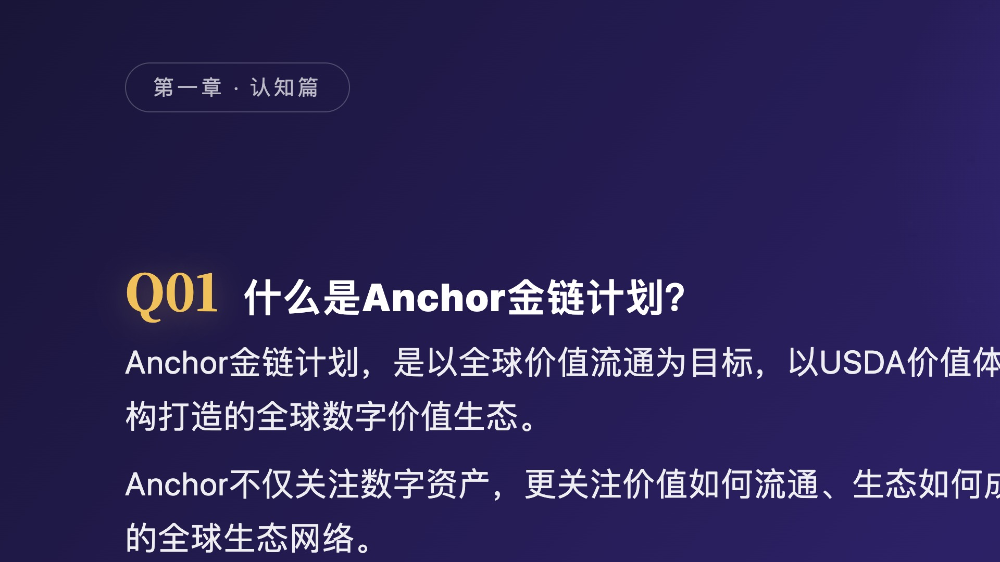 第一章 · 认知篇
Q01 什么是Anchor金链计划？
Anchor金链计划，是以全球价值流通为目标，以USDA价值体
构打造的全球数字价值生态。
Anchor不仅关注数字资产，更关注价值如何流通、生态如何成
的全球生态网络。